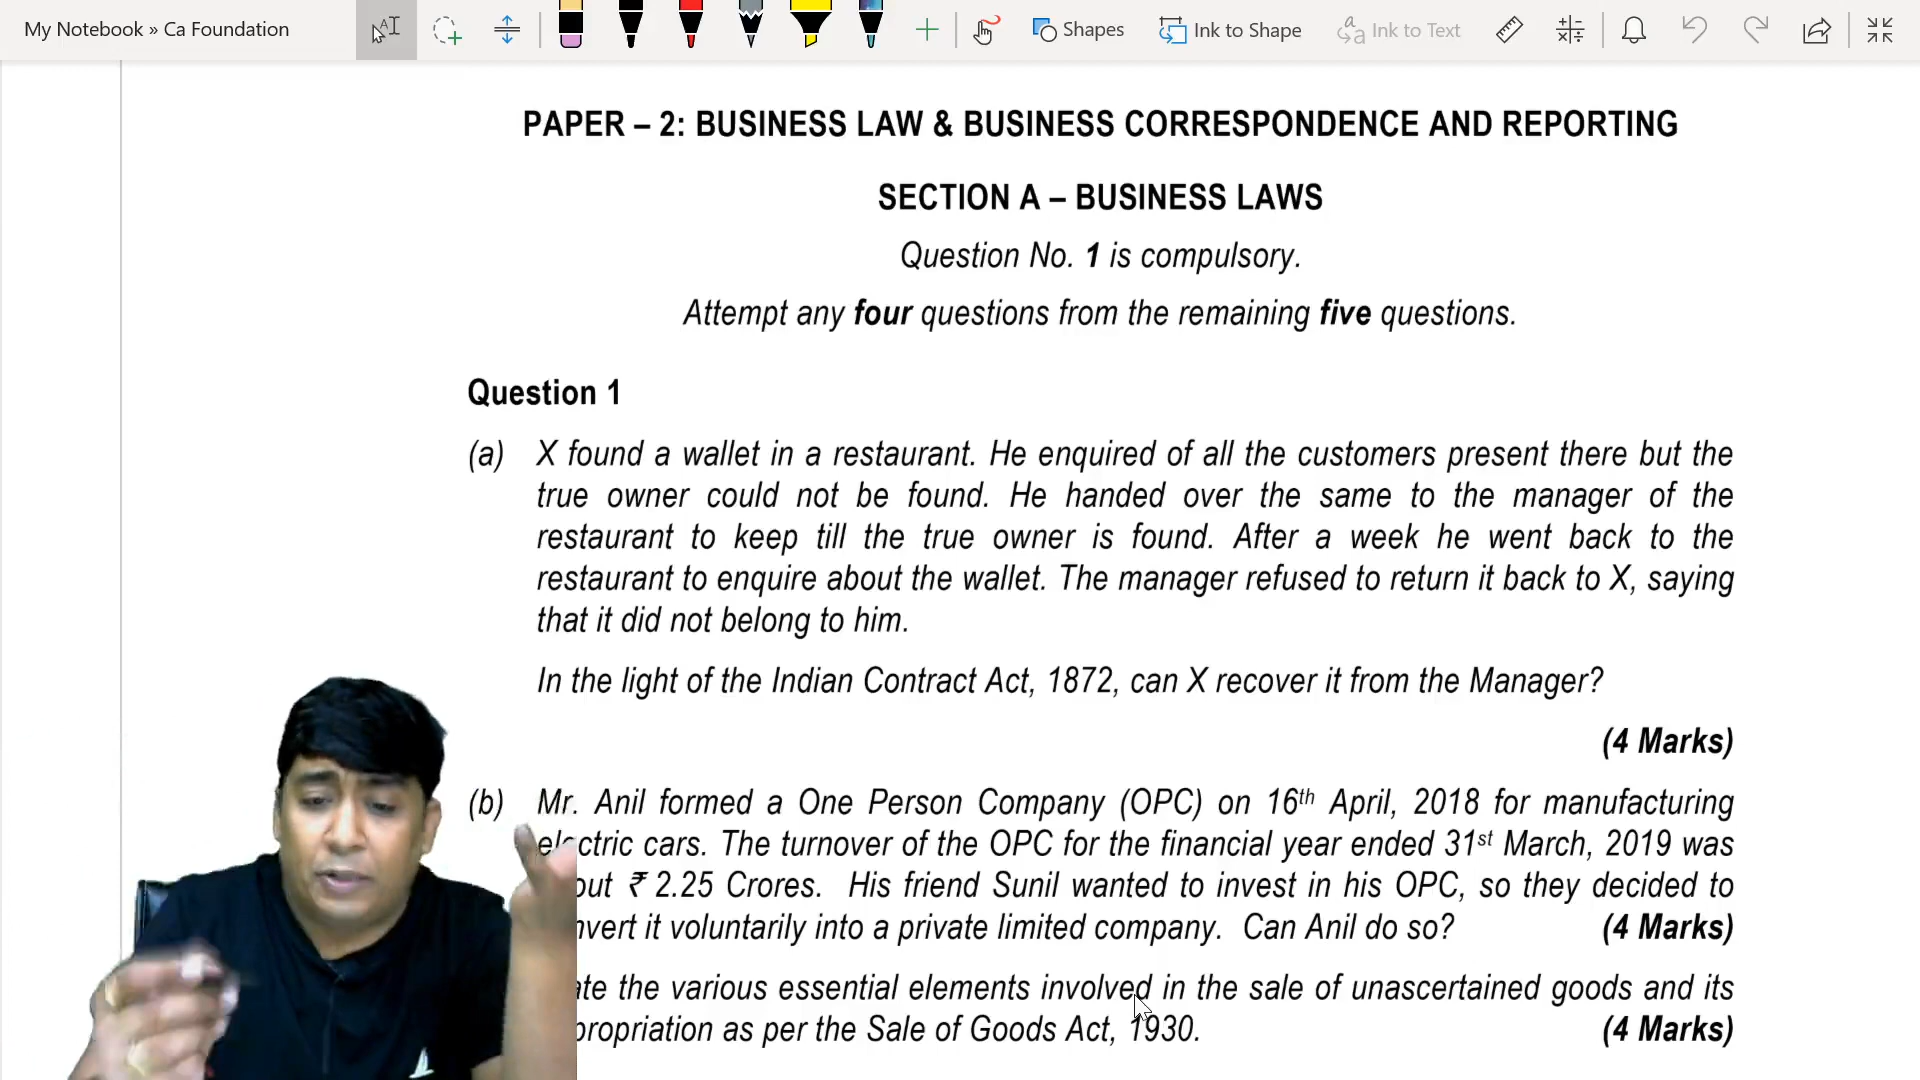 My Notebook » Ca Foundation
Shapes
Ink to Shape
Ink to Text
PAPER – 2: BUSINESS LAW & BUSINESS CORRESPONDENCE AND REPORTING
SECTION A – BUSINESS LAWS
Question No. 1 is compulsory.
Attempt any four questions from the remaining five questions.
Question 1
(a) X found a wallet in a restaurant. He enquired of all the customers present there but the
true owner could not be found. He handed over the same to the manager of the
restaurant to keep till the true owner is found. After a week he went back to the
restaurant to enquire about the wallet. The manager refused to return it back to X, saying
that it did not belong to him.
In the light of the Indian Contract Act, 1872, can X recover it from the Manager?
(4 Marks)
(b) Mr. Anil formed a One Person Company (OPC) on 16th April, 2018 for manufacturing
electric cars. The turnover of the OPC for the financial year ended 31st March, 2019 was
₹ 2.25 Crores. His friend Sunil wanted to invest in his OPC, so they decided to
it voluntarily into a private limited company. Can Anil do so? (4 Marks)
the various essential elements involved in the sale of unascertained goods and its
as per the Sale of Goods Act, 1930. (4 Marks)